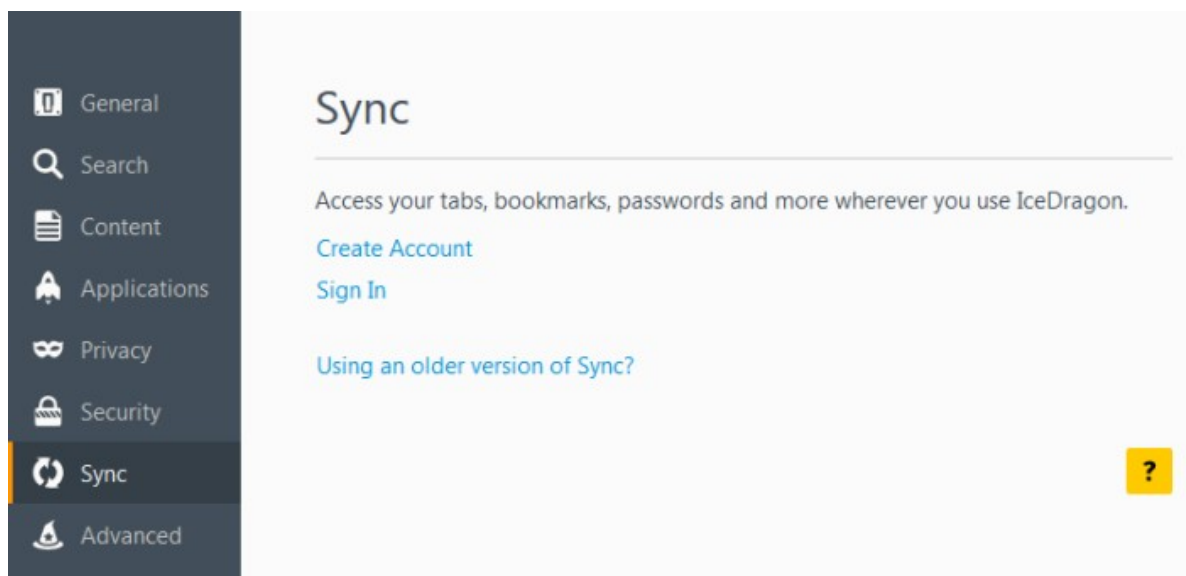 General
Search
Content
Applications
Privacy
Security
Sync
Advanced
Sync
Access your tabs, bookmarks, passwords and more wherever you use IceDragon.
Create Account
Sign In
Using an older version of Sync?
?